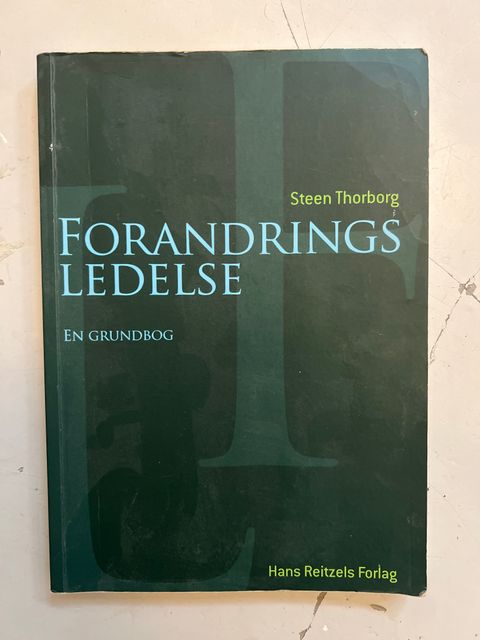 Steen Thorborg
FORANDRINGS
LEDELSE
EN GRUNDBOG
Hans Reitzels Forlag